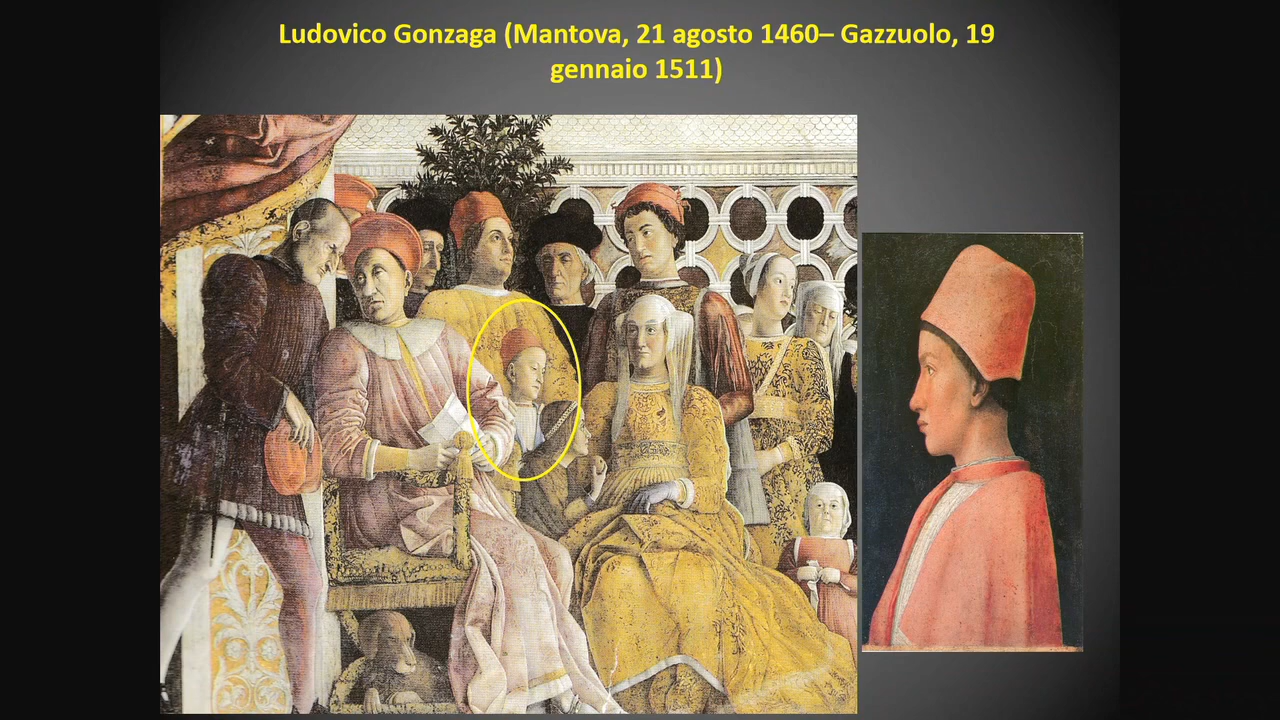 Ludovico Gonzaga (Mantova, 21 agosto 1460– Gazzuolo, 19
gennaio 1511)